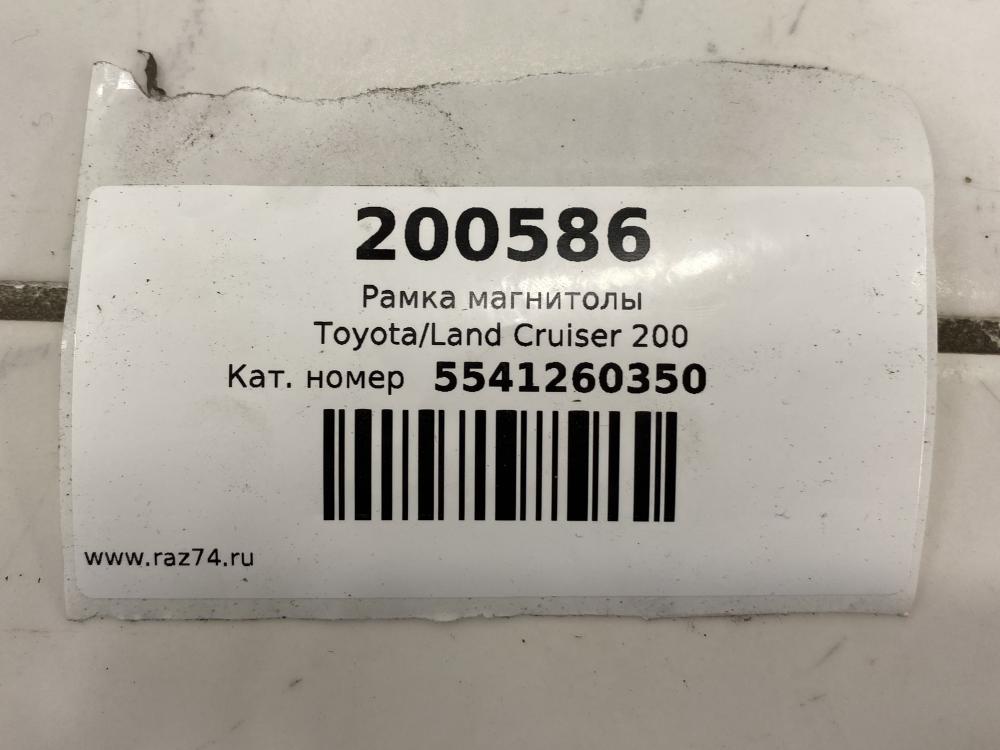 200586
Рамка магнитолы
Toyota/Land Cruiser 200
Кат. номер 5541260350
www.raz74.ru